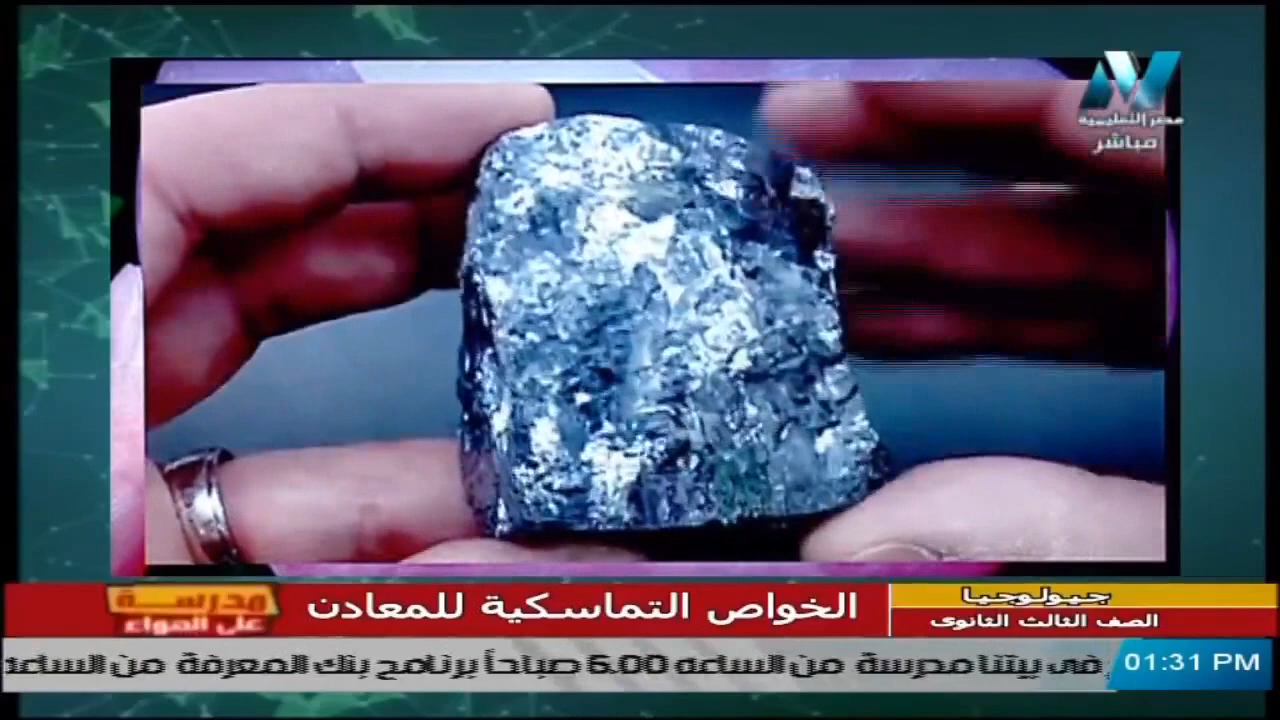 مصر التعليمية
مباشر
جيولوجيا
الصف الثالث الثانوى
الخواص التماسكية للمعادن
مدرسة
على الهواء
فى بيتنا مدرسة من الساعه 6.00 صباحاً برنامج بنك المعرفة من الساعه
01:31 PM